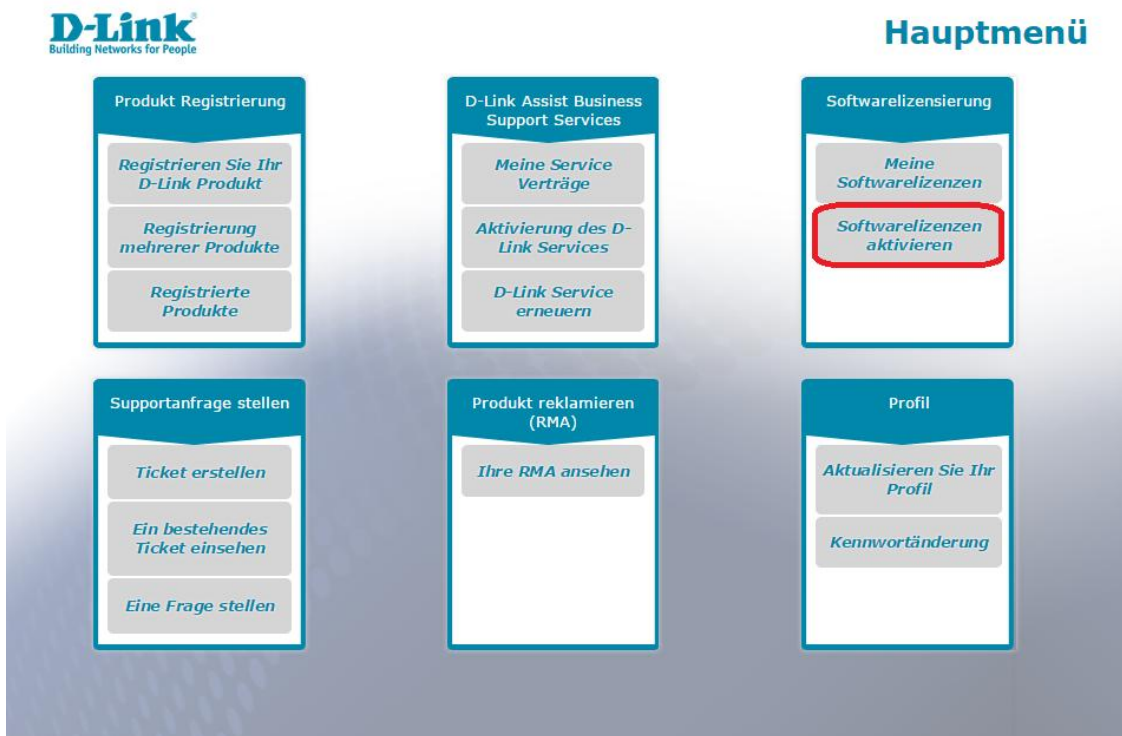 D-Link
Building Networks for People
Hauptmenü
Produkt Registrierung
Registrieren Sie Ihr
D-Link Produkt
Registrierung
mehrerer Produkte
Registrierte
Produkte
D-Link Assist Business
Support Services
Meine Service
Verträge
Aktivierung des D-
Link Services
D-Link Service
erneuern
Softwarelizensierung
Meine
Softwarelizenzen
Softwarelizenzen
aktivieren
Supportanfrage stellen
Ticket erstellen
Ein bestehendes
Ticket einsehen
Eine Frage stellen
Produkt reklamieren
(RMA)
Ihre RMA ansehen
Profil
Aktualisieren Sie Ihr
Profil
Kennwortänderung